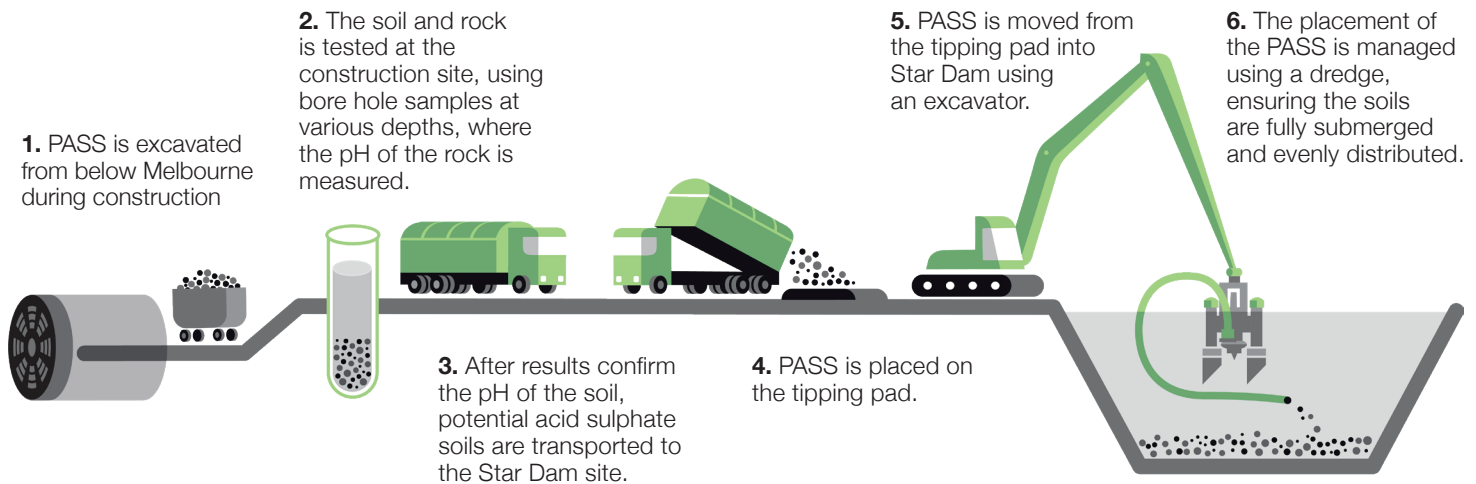 1. PASS is excavated
from below Melbourne
during construction
2. The soil and rock
is tested at the
construction site, using
bore hole samples at
various depths, where
the pH of the rock is
measured.
3. After results confirm
the pH of the soil,
potential acid sulphate
soils are transported to
the Star Dam site.
4. PASS is placed on
the tipping pad.
5. PASS is moved from
the tipping pad into
Star Dam using
an excavator.
6. The placement of
the PASS is managed
using a dredge,
ensuring the soils
are fully submerged
and evenly distributed.